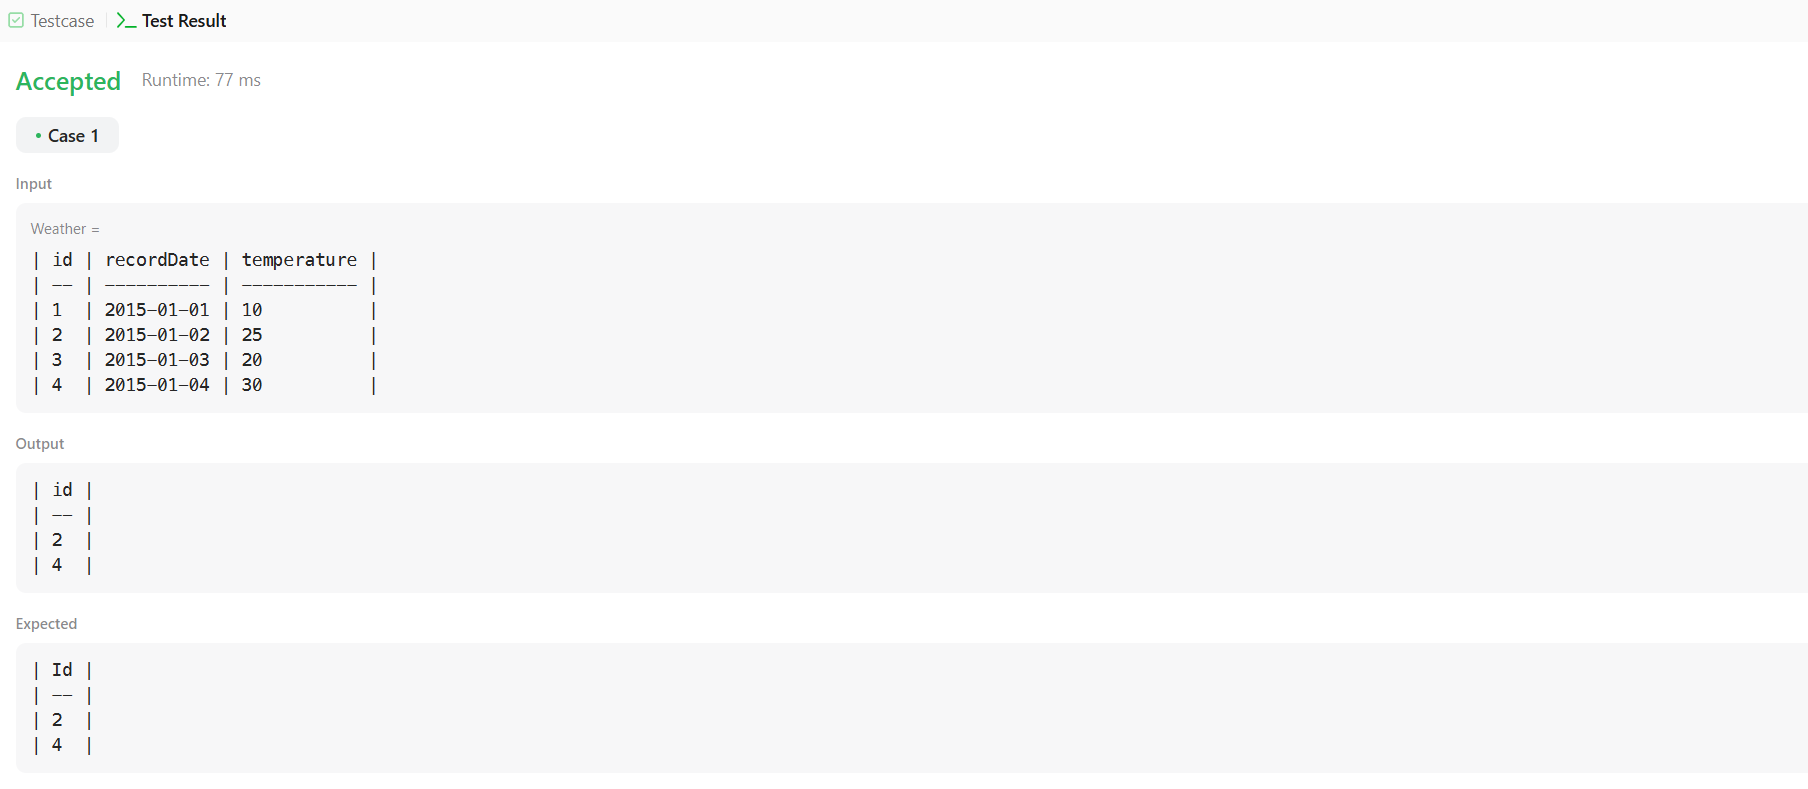 Testcase | >_ Test Result
Accepted Runtime: 77 ms
• Case 1
Input
Weather =
| id | recordDate | temperature |
| -- | ---------- | ----------- |
| 1  | 2015-01-01 | 10          |
| 2  | 2015-01-02 | 25          |
| 3  | 2015-01-03 | 20          |
| 4  | 2015-01-04 | 30          |
Output
| id |
| -- |
| 2  |
| 4  |
Expected
| Id |
| -- |
| 2  |
| 4  |